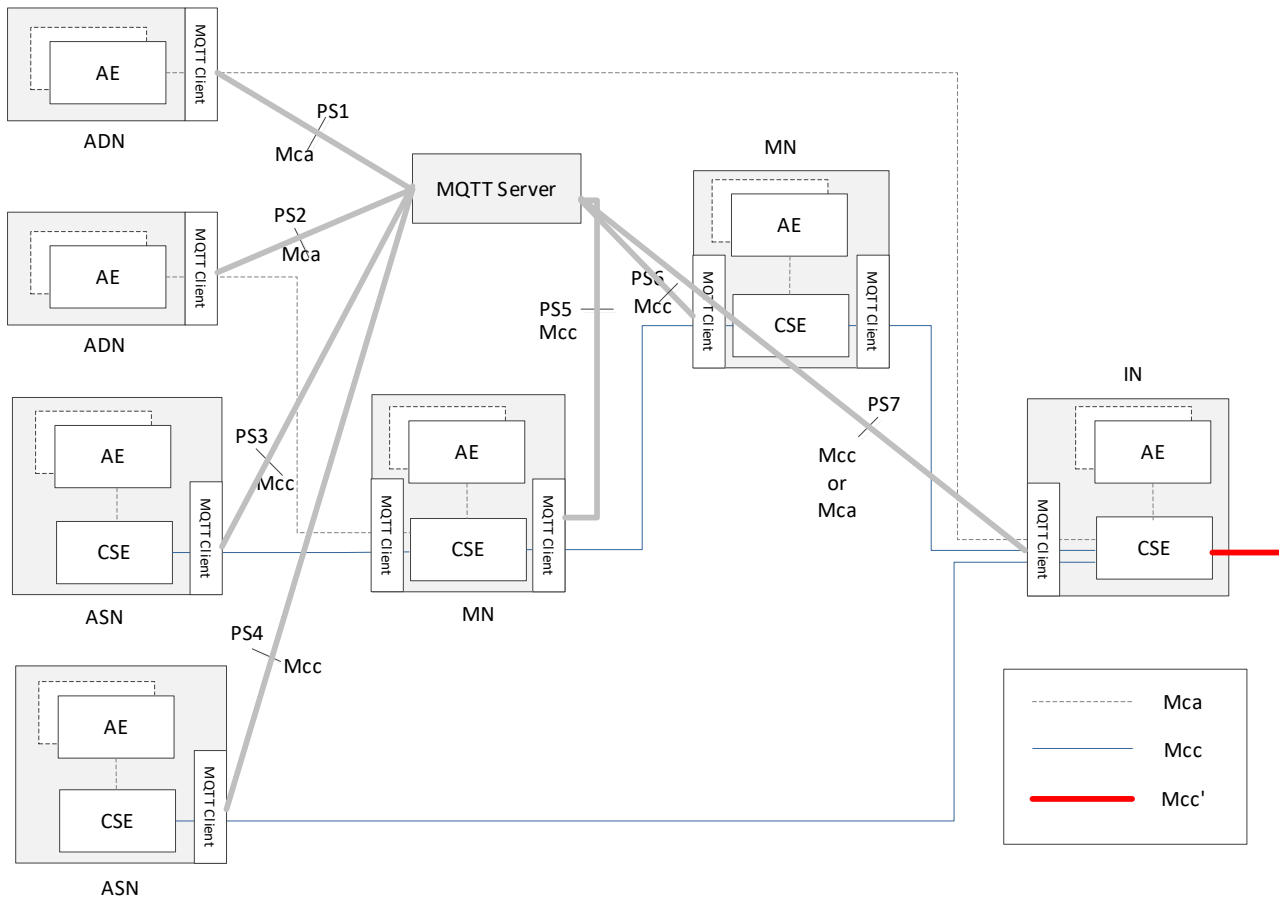 AE
MQTT Client
ADN
PS1
Mca
MQTT Server
AE
MQTT Client
ADN
PS2
Mca
MN
AE
MQTT Client
CSE
MQTT Client
PS6
Mcc
PS5
Mcc
AE
CSE
MQTT Client
ASN
PS3
Mcc
MQTT Client
AE
CSE
MQTT Client
MN
PS7
Mcc
or
Mca
IN
AE
MQTT Client
CSE
AE
CSE
MQTT Client
ASN
PS4
Mcc
Mca
Mcc
Mcc'